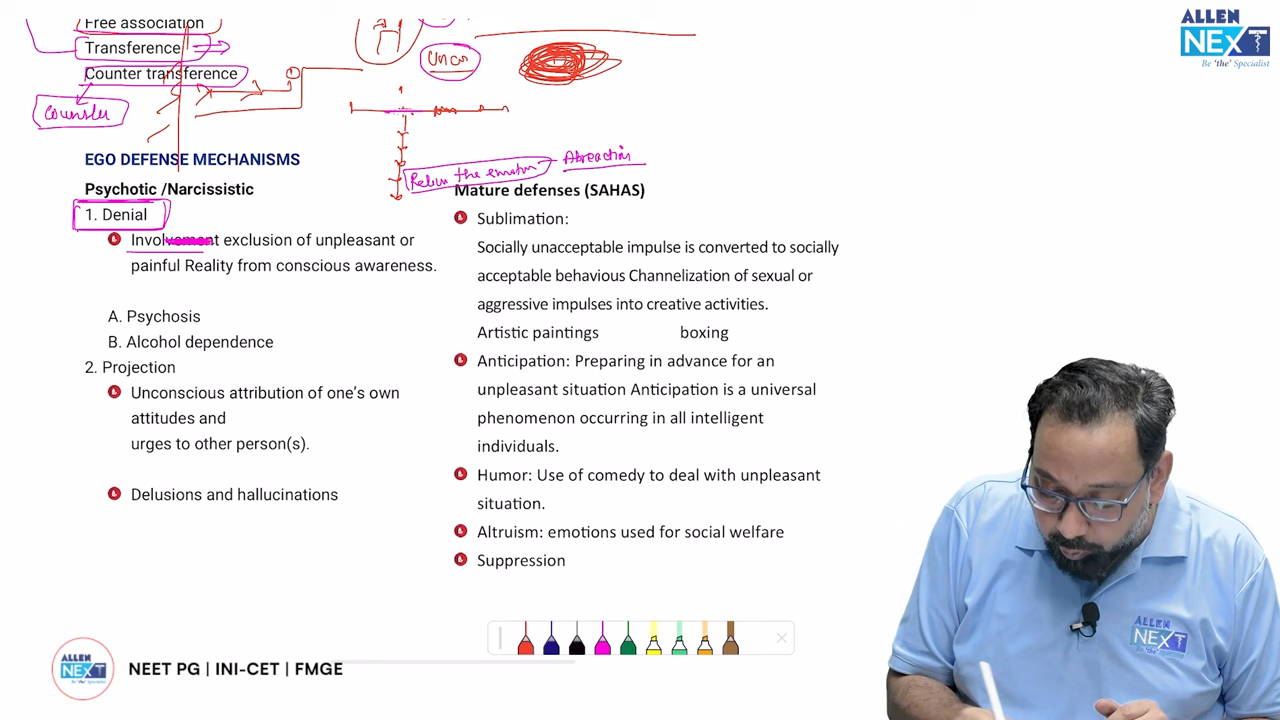 Free association
Transference
Counter transference
Uncos
Counsler
EGO DEFENSE MECHANISMS
Relive the emotion
Abreaction
Psychotic /Narcissistic
1. Denial
Involvement exclusion of unpleasant or
painful Reality from conscious awareness.
A. Psychosis
B. Alcohol dependence
2. Projection
Unconscious attribution of one's own
attitudes and
urges to other person(s).
Delusions and hallucinations
Mature defenses (SAHAS)
Sublimation:
Socially unacceptable impulse is converted to socially
acceptable behavious Channelization of sexual or
aggressive impulses into creative activities.
Artistic paintings boxing
Anticipation: Preparing in advance for an
unpleasant situation Anticipation is a universal
phenomenon occurring in all intelligent
individuals.
Humor: Use of comedy to deal with unpleasant
situation.
Altruism: emotions used for social welfare
Suppression
ALLEN
NEXT
Be 'the' Specialist
ALLEN
NEXT
ALLEN
NEXT
Be 'the' Specialist
NEET PG | INI-CET | FMGE